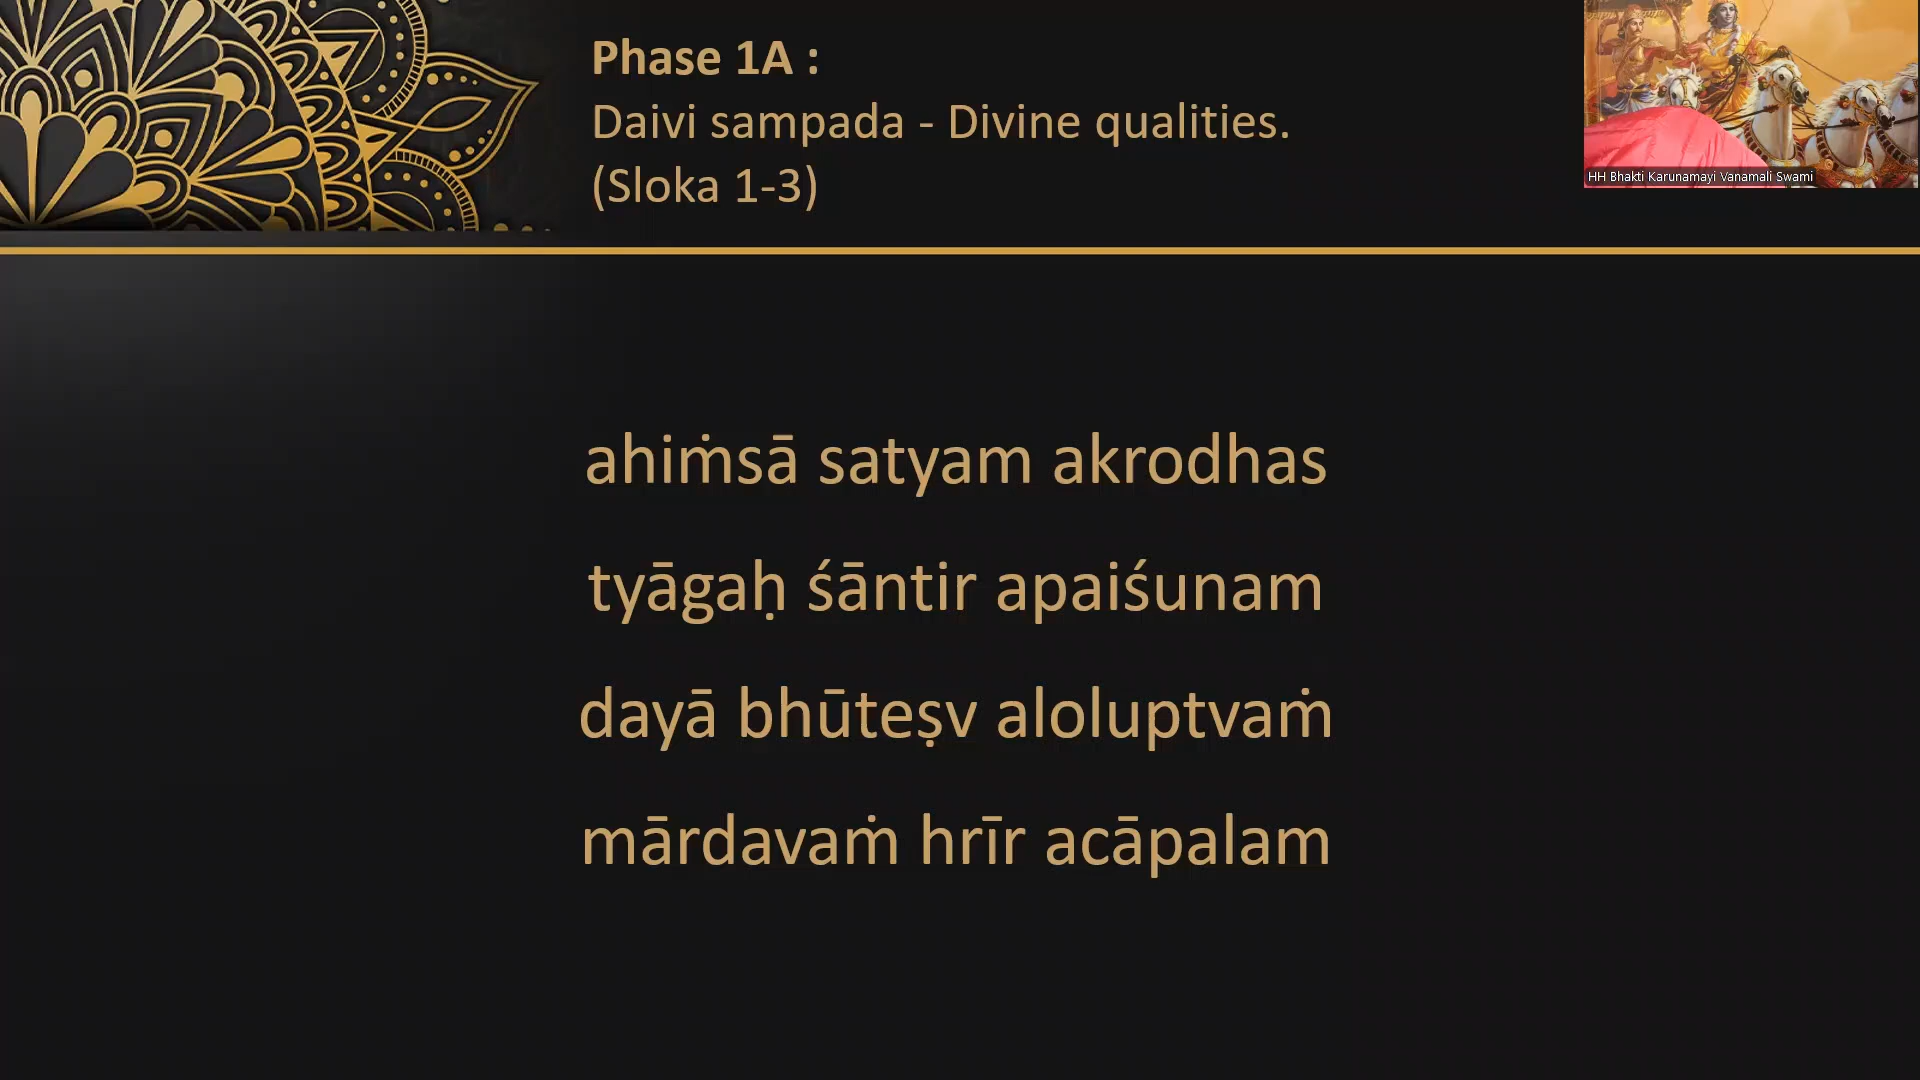 Phase 1A :
Daivi sampada - Divine qualities.
(Sloka 1-3)
HH Bhakti Karunamayi Vanamali Swami
ahiṁsā satyam akrodhas
tyāgaḥ śāntir apaiśunam
dayā bhūteṣv aloluptvaṁ
mārdavaṁ hrīr acāpalam